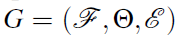 G = (ℱ, Θ, ℰ)